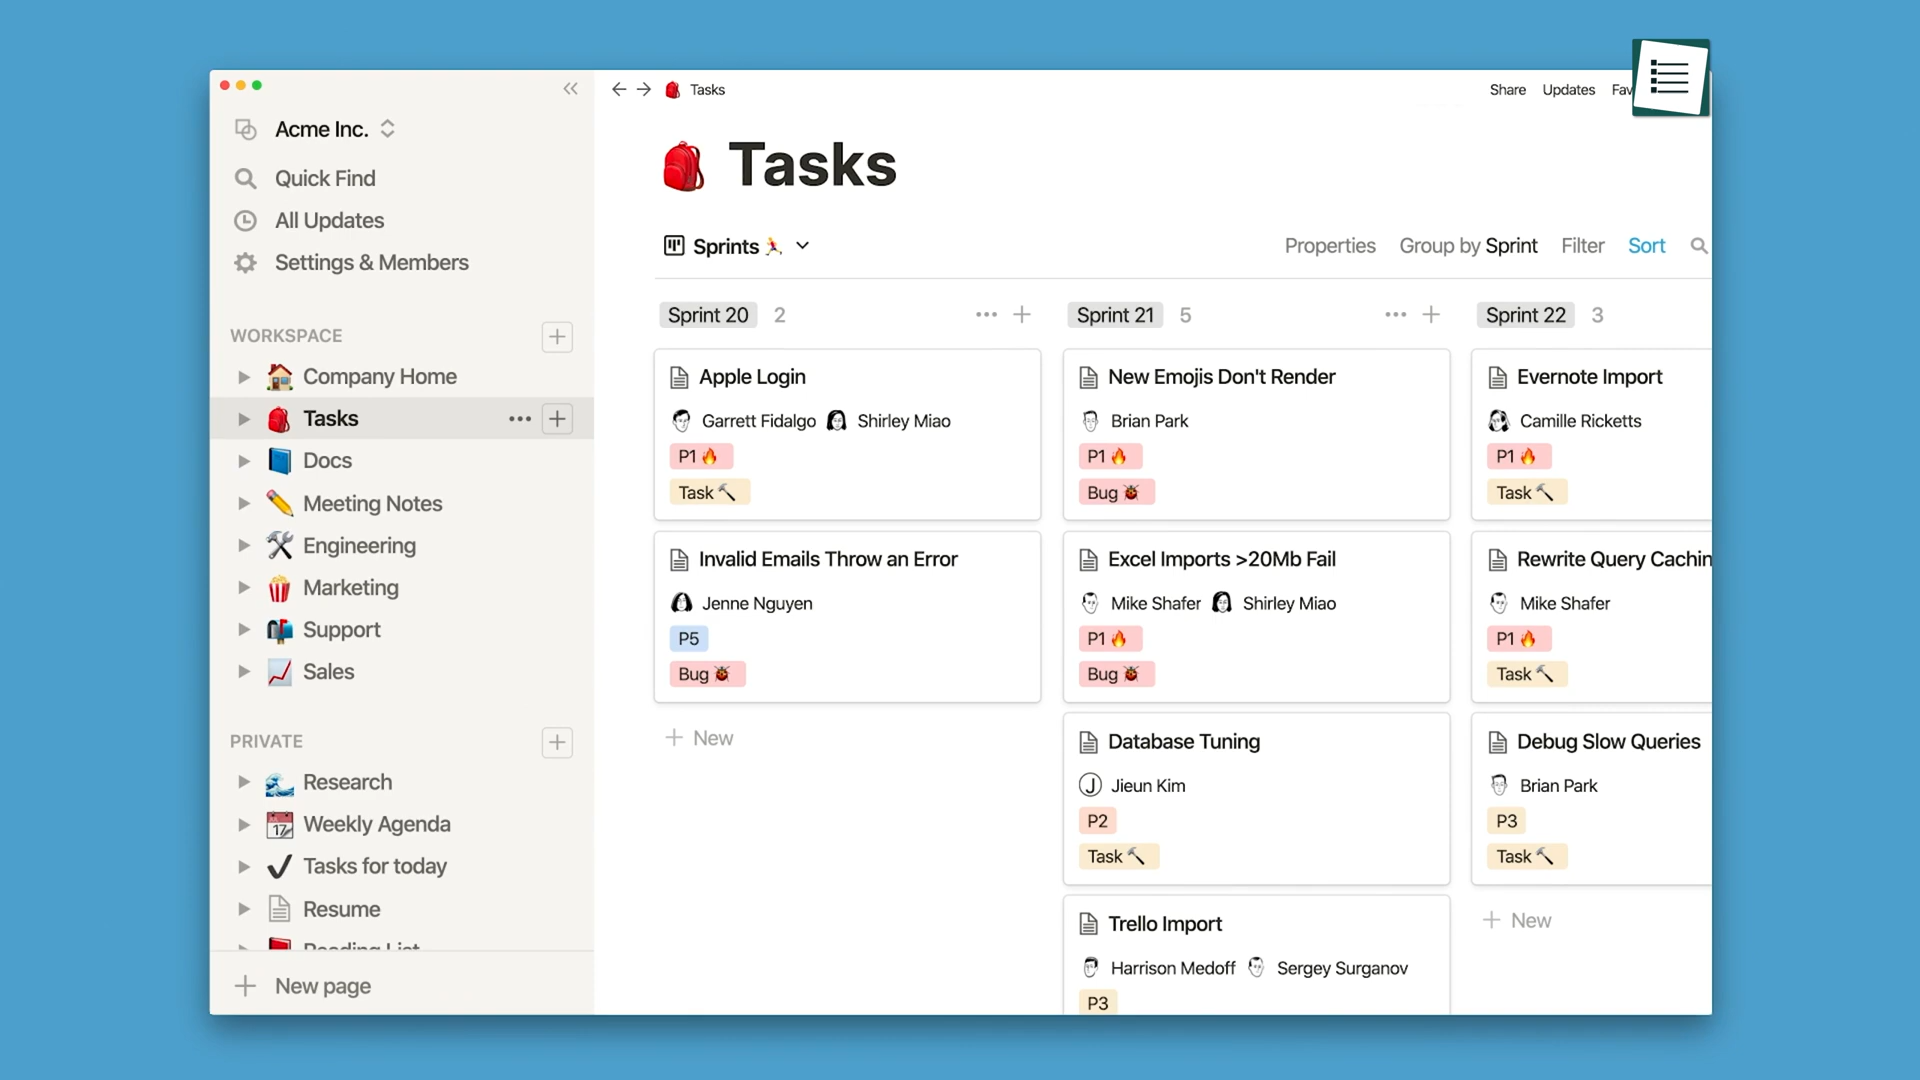 Acme Inc.
Quick Find
All Updates
Settings & Members
WORKSPACE
Company Home
Tasks
Docs
Meeting Notes
Engineering
Marketing
Support
Sales
PRIVATE
Research
17
Weekly Agenda
Tasks for today
Resume
Reading List
New page
Tasks
Share Updates Fav
Tasks
Sprints
Properties Group by Sprint Filter Sort
Sprint 20 2
Apple Login
Garrett Fidalgo Shirley Miao
P1
Task
Invalid Emails Throw an Error
Jenne Nguyen
P5
Bug
New
Sprint 21 5
New Emojis Don't Render
Brian Park
P1
Bug
Excel Imports >20Mb Fail
Mike Shafer Shirley Miao
P1
Bug
Database Tuning
J Jieun Kim
P2
Task
Trello Import
Harrison Medoff Sergey Surganov
P3
Sprint 22 3
Evernote Import
Camille Ricketts
P1
Task
Rewrite Query Cachin
Mike Shafer
P1
Task
Debug Slow Queries
Brian Park
P3
Task
New